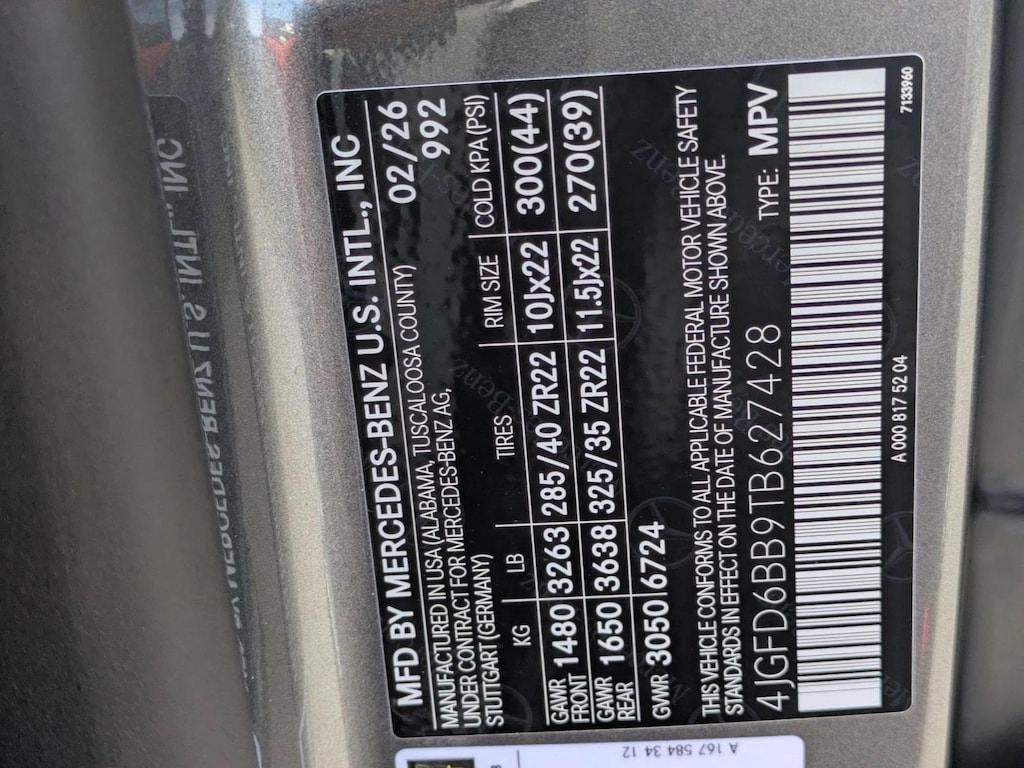 MFD BY MERCEDES-BENZ U.S. INTL., INC
MANUFACTURED IN USA (ALABAMA, TUSCALOOSA COUNTY) 02/26
UNDER CONTRACT FOR MERCEDES-BENZ AG, 992
STUTTGART (GERMANY)
KG LB TIRES RIM SIZE COLD KPA (PSI)
GAWR FRONT 1480 3263 285/40 ZR22 10Jx22 300(44)
GAWR REAR 1650 3638 325/35 ZR22 11.5Jx22 270(39)
GVWR 3050 6724
THIS VEHICLE CONFORMS TO ALL APPLICABLE FEDERAL MOTOR VEHICLE SAFETY
STANDARDS IN EFFECT ON THE DATE OF MANUFACTURE SHOWN ABOVE.
4JGFD6BB9TB627428 TYPE: MPV
A 000 817 52 04
7133960
A 167 584 34 12